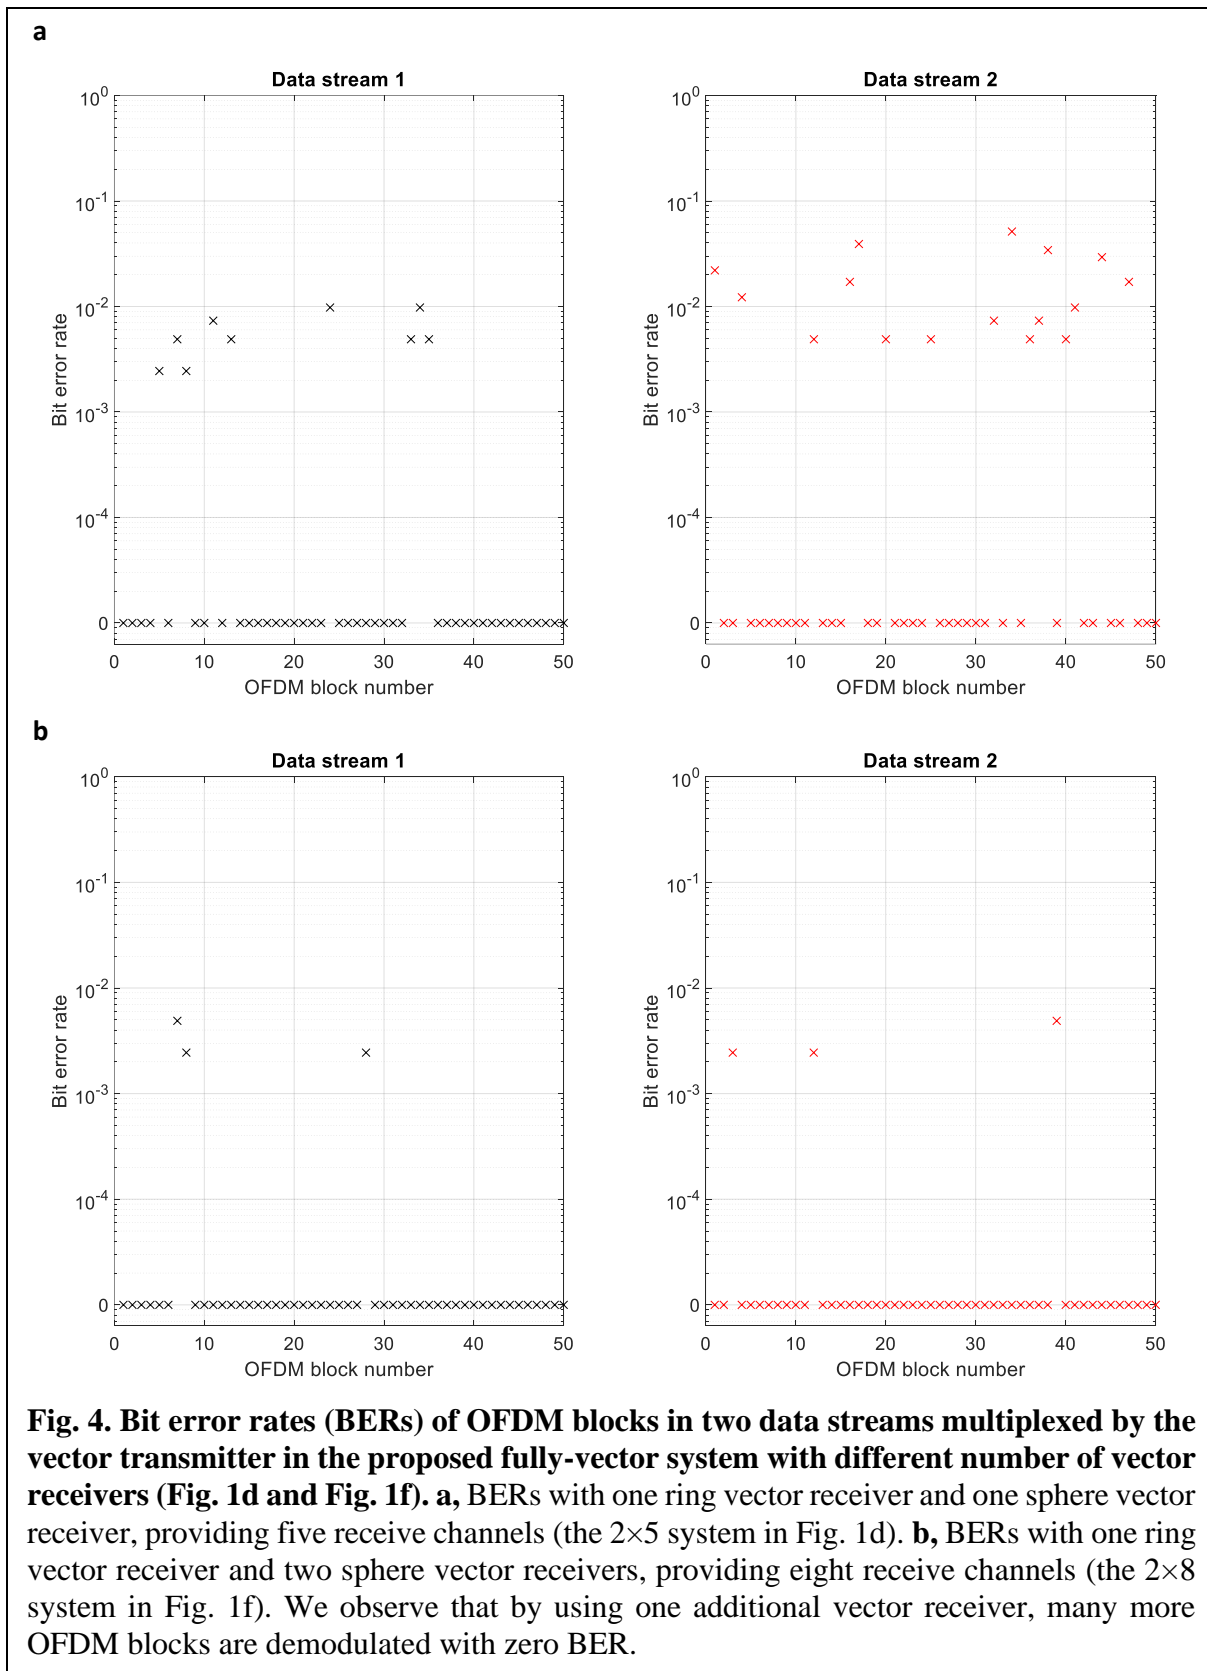 a
Data stream 1
Data stream 2
10^0
10^-1
10^-2
10^-3
10^-4
0
Bit error rate
0 10 20 30 40 50
OFDM block number
10^0
10^-1
10^-2
10^-3
10^-4
0
Bit error rate
0 10 20 30 40 50
OFDM block number
b
Data stream 1
Data stream 2
10^0
10^-1
10^-2
10^-3
10^-4
0
Bit error rate
0 10 20 30 40 50
OFDM block number
10^0
10^-1
10^-2
10^-3
10^-4
0
Bit error rate
0 10 20 30 40 50
OFDM block number
Fig. 4. Bit error rates (BERs) of OFDM blocks in two data streams multiplexed by the
vector transmitter in the proposed fully-vector system with different number of vector
receivers (Fig. 1d and Fig. 1f). a, BERs with one ring vector receiver and one sphere vector
receiver, providing five receive channels (the 2×5 system in Fig. 1d). b, BERs with one ring
vector receiver and two sphere vector receivers, providing eight receive channels (the 2×8
system in Fig. 1f). We observe that by using one additional vector receiver, many more
OFDM blocks are demodulated with zero BER.